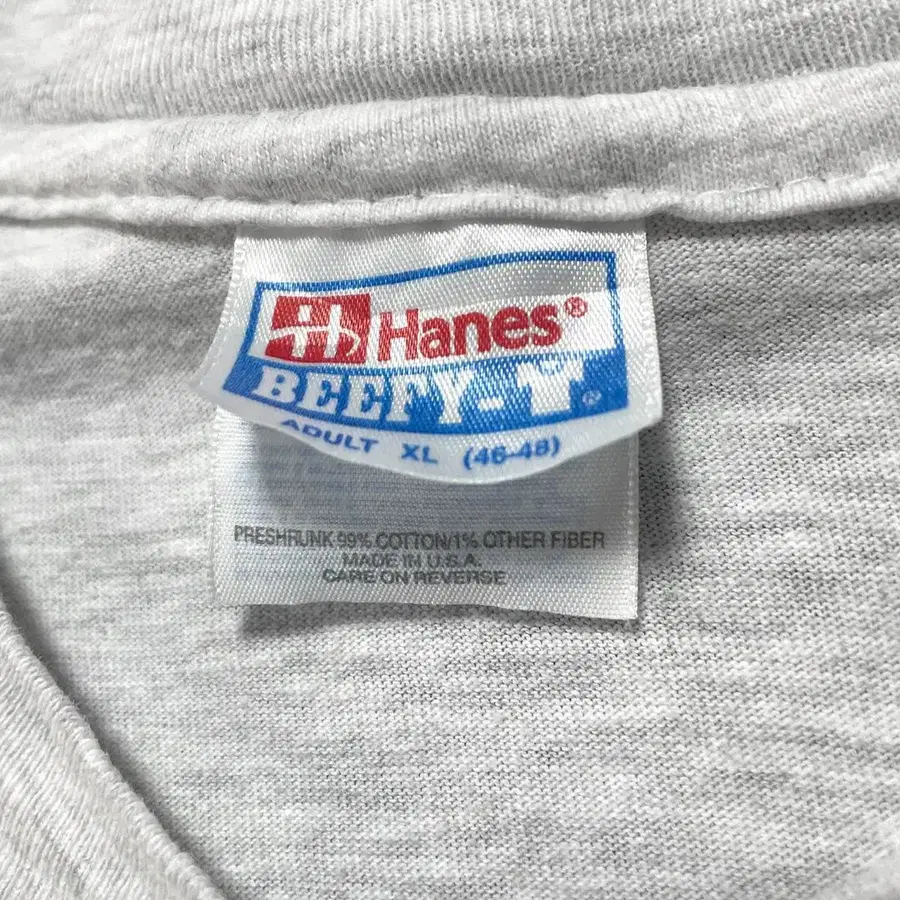 Hanes®
BEEFY-T®
ADULT XL (46-48)
PRESHRUNK 99% COTTON/1% OTHER FIBER
MADE IN U.S.A.
CARE ON REVERSE